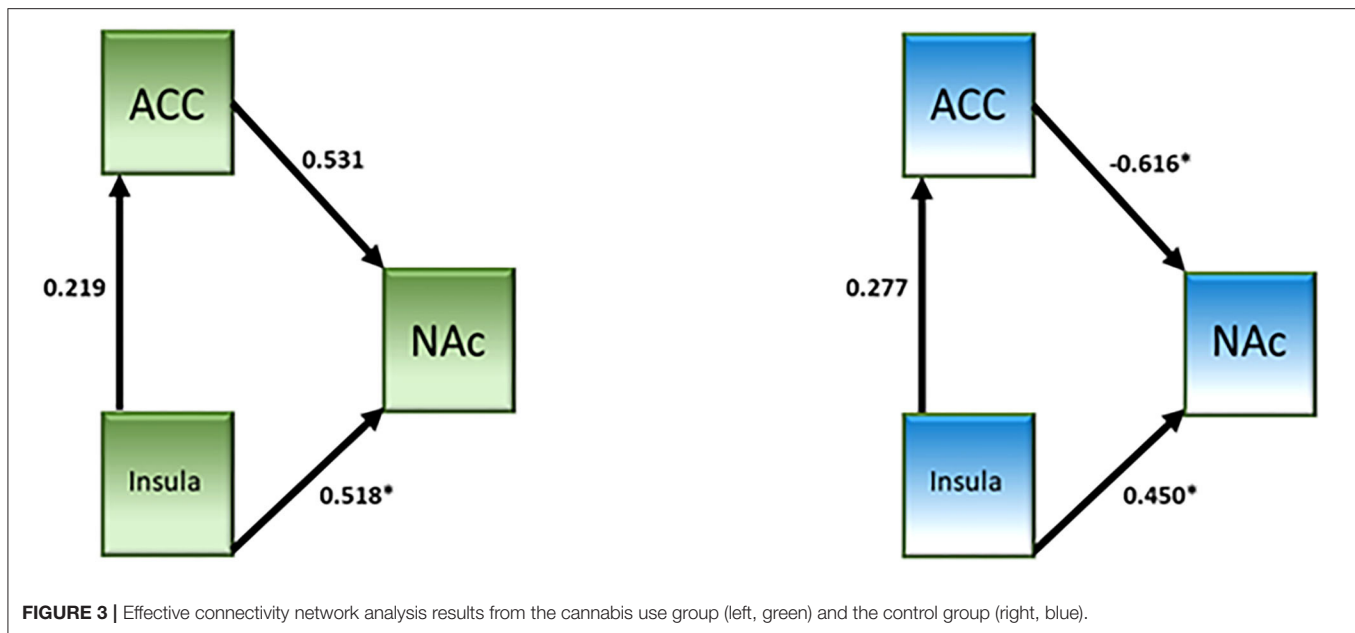 ACC
0.531
0.219
NAc
Insula
0.518*
ACC
-0.616*
0.277
NAc
Insula
0.450*
FIGURE 3 | Effective connectivity network analysis results from the cannabis use group (left, green) and the control group (right, blue).